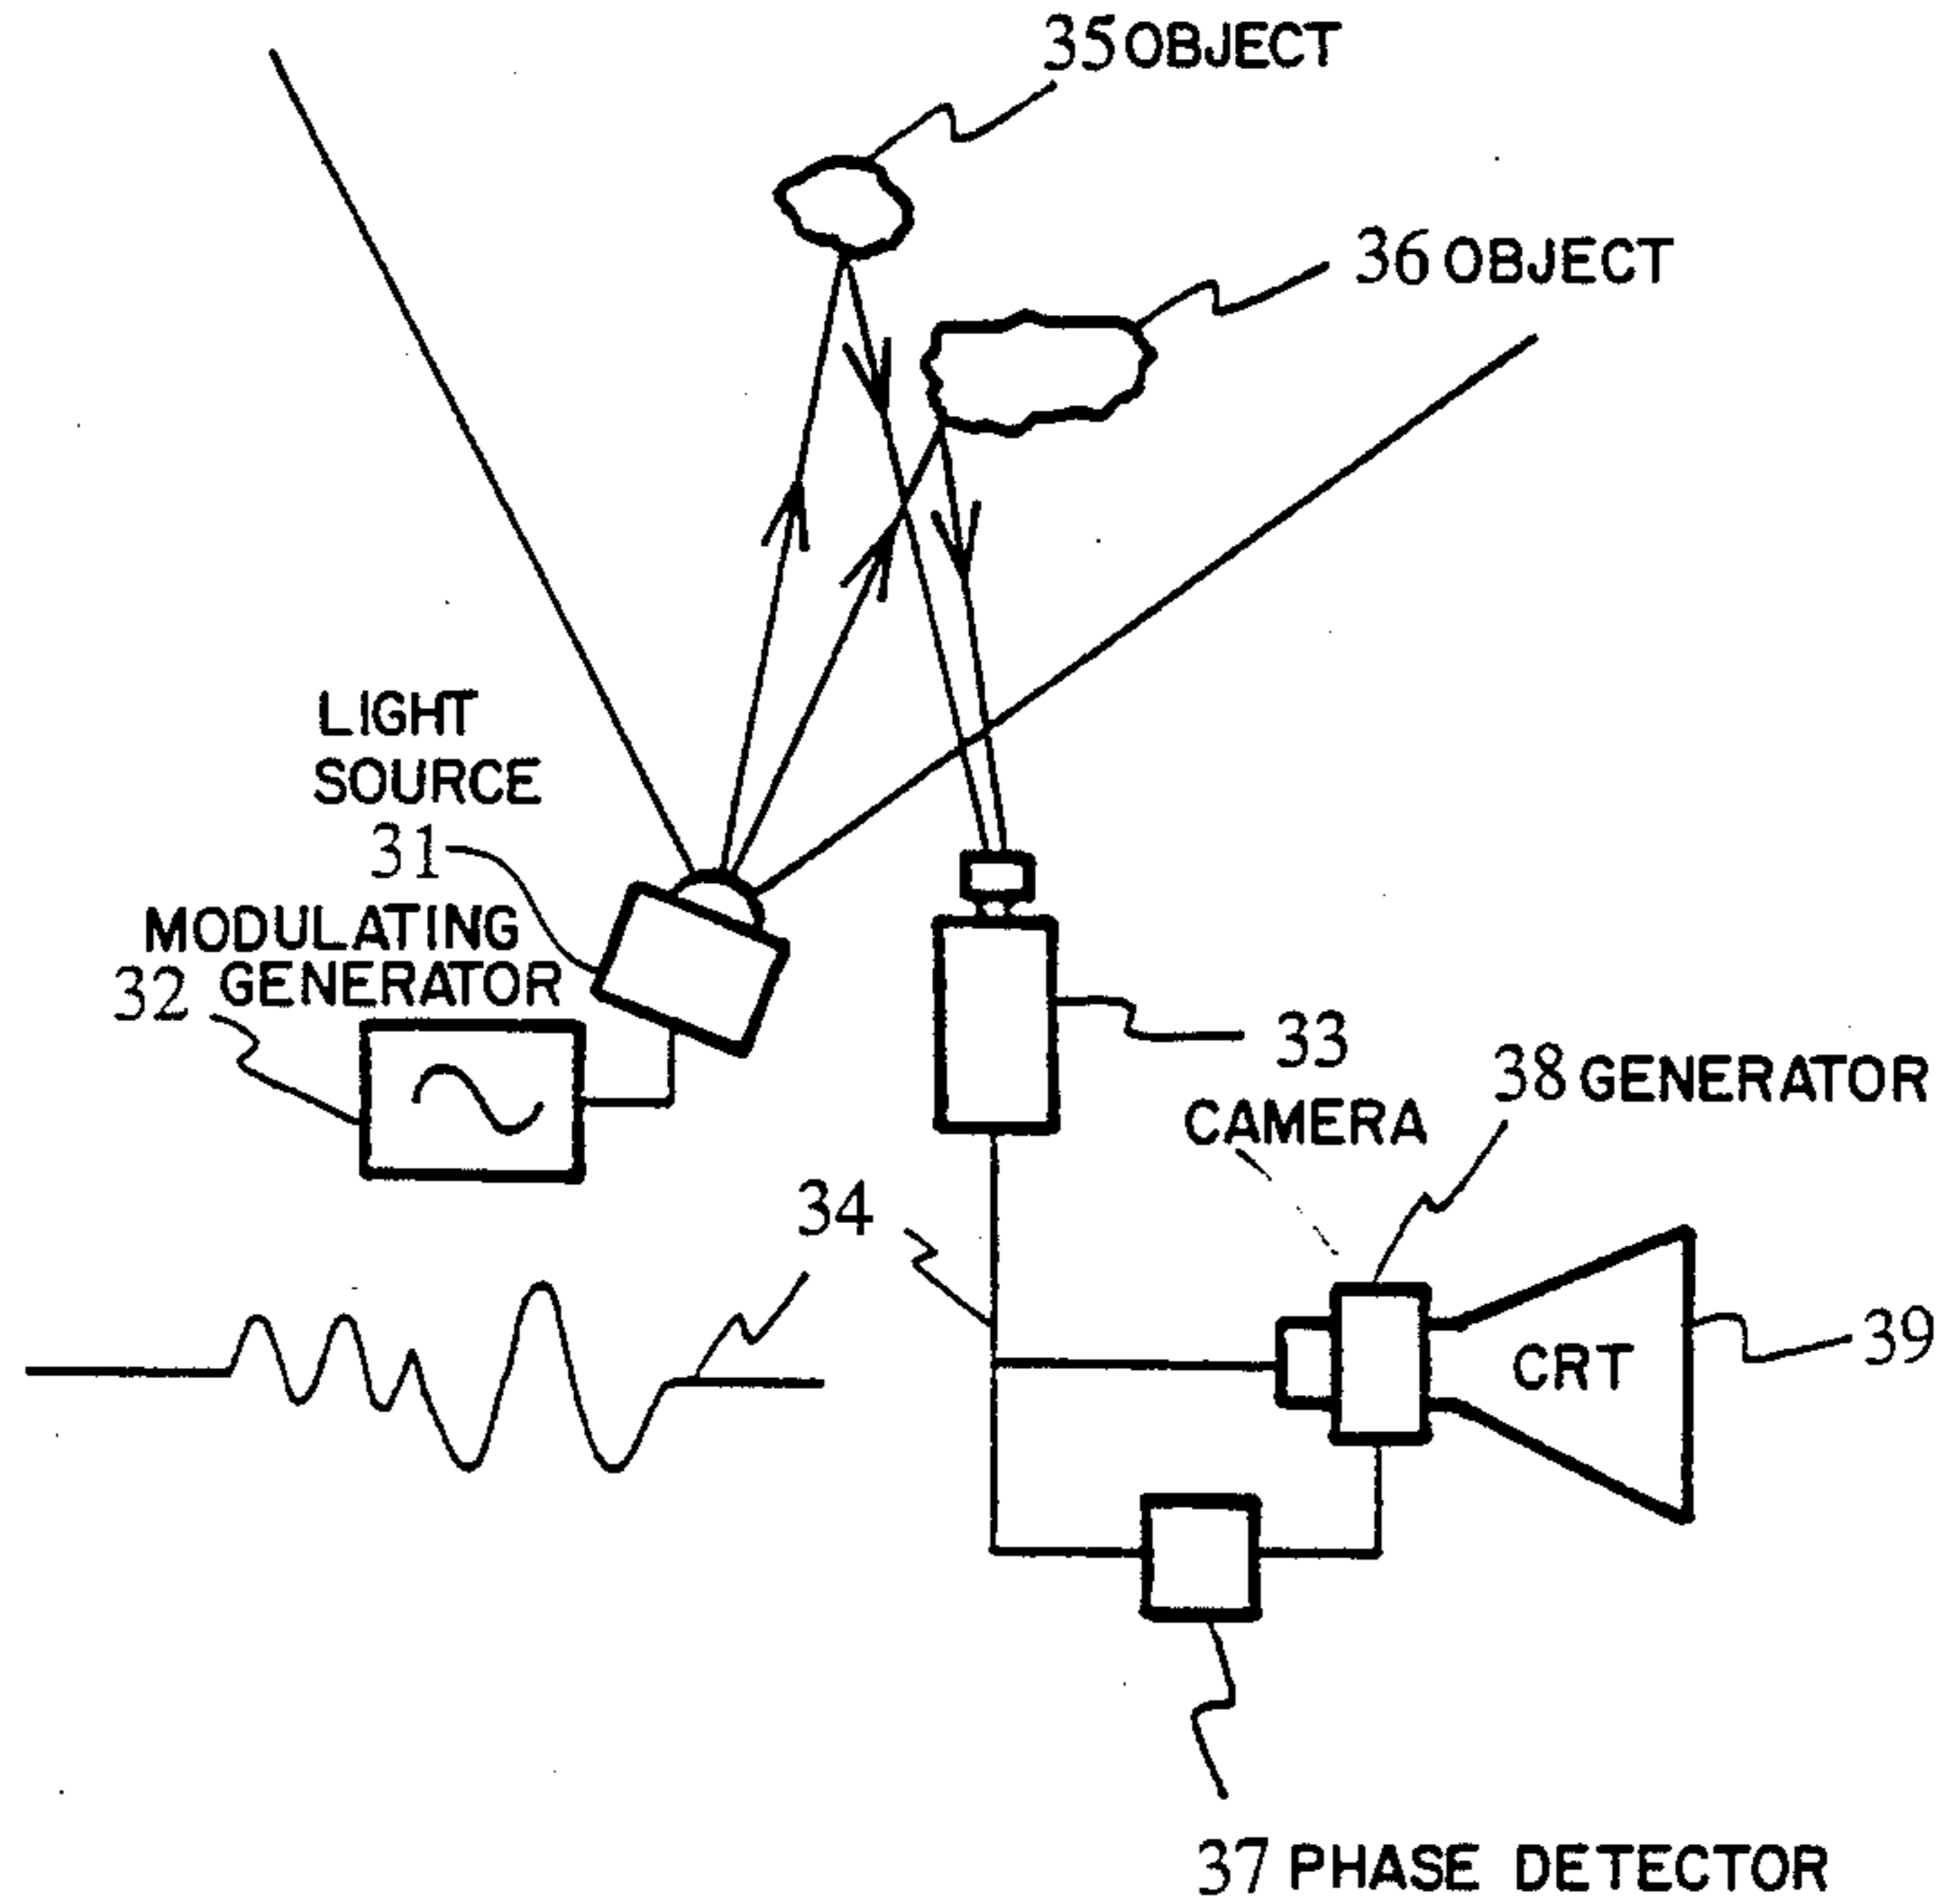 35 OBJECT
36 OBJECT
LIGHT
SOURCE
31
MODULATING
32 GENERATOR
33
CAMERA
38 GENERATOR
34
CRT
39
37 PHASE DETECTOR